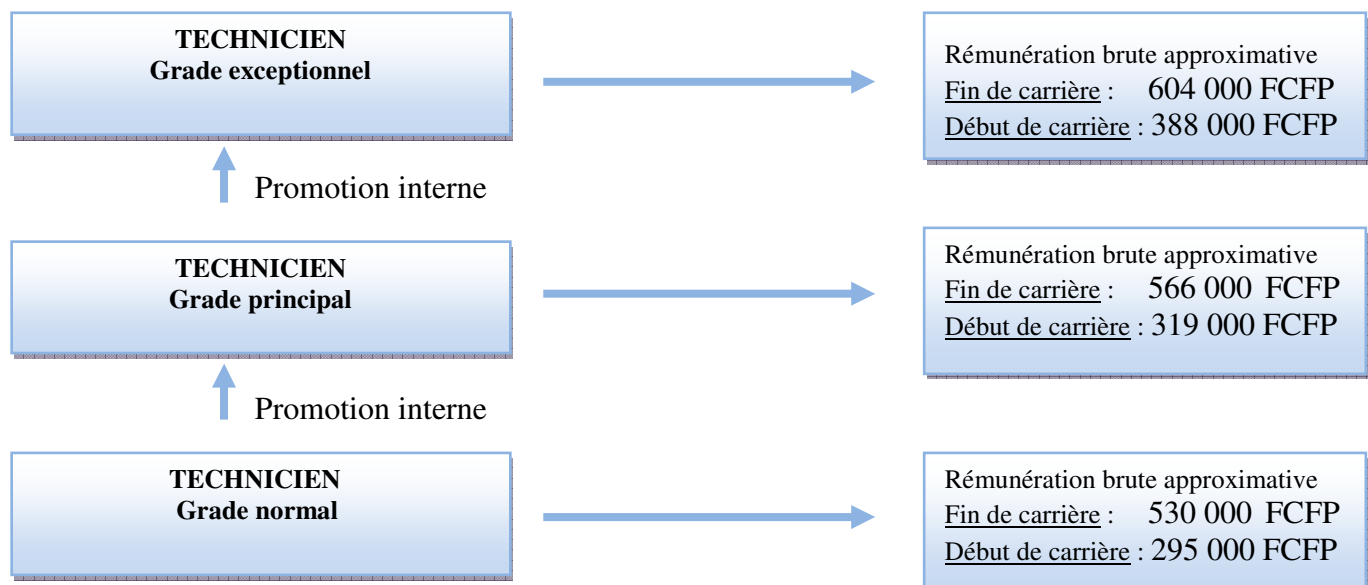 TECHNICIEN
Grade exceptionnel
Rémunération brute approximative
Fin de carrière : 604 000 FCFP
Début de carrière : 388 000 FCFP
Promotion interne
TECHNICIEN
Grade principal
Rémunération brute approximative
Fin de carrière : 566 000 FCFP
Début de carrière : 319 000 FCFP
Promotion interne
TECHNICIEN
Grade normal
Rémunération brute approximative
Fin de carrière : 530 000 FCFP
Début de carrière : 295 000 FCFP